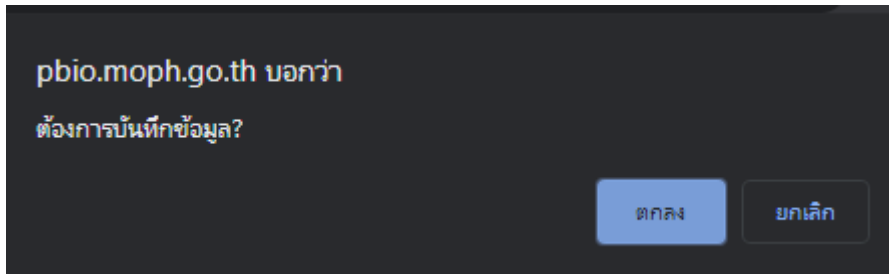 pbio.moph.go.th บอกว่า
ต้องการบันทึกข้อมูล?
ตกลง
ยกเลิก